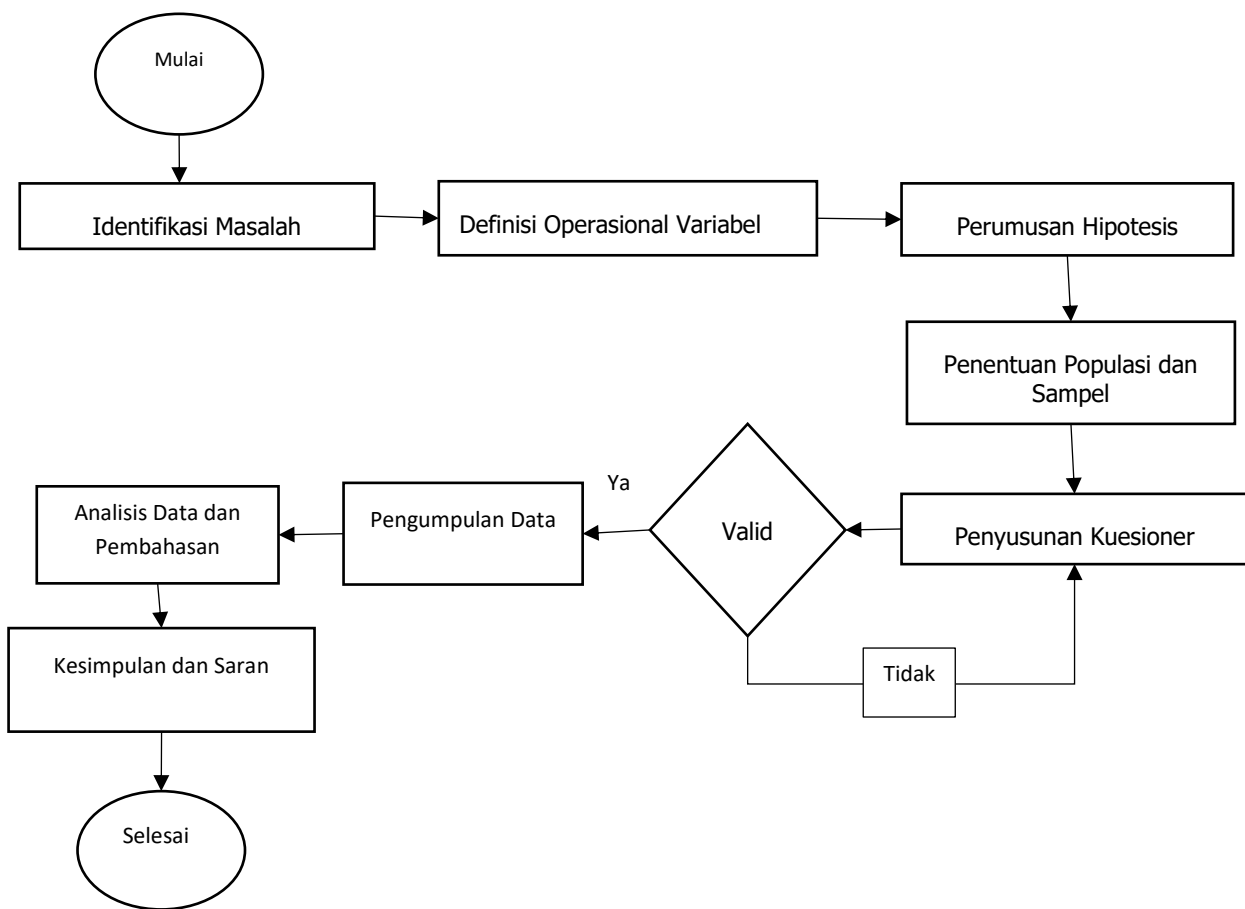 Mulai
Identifikasi Masalah
Definisi Operasional Variabel
Perumusan Hipotesis
Penentuan Populasi dan
Sampel
Penyusunan Kuesioner
Valid
Tidak
Ya
Pengumpulan Data
Analisis Data dan
Pembahasan
Kesimpulan dan Saran
Selesai